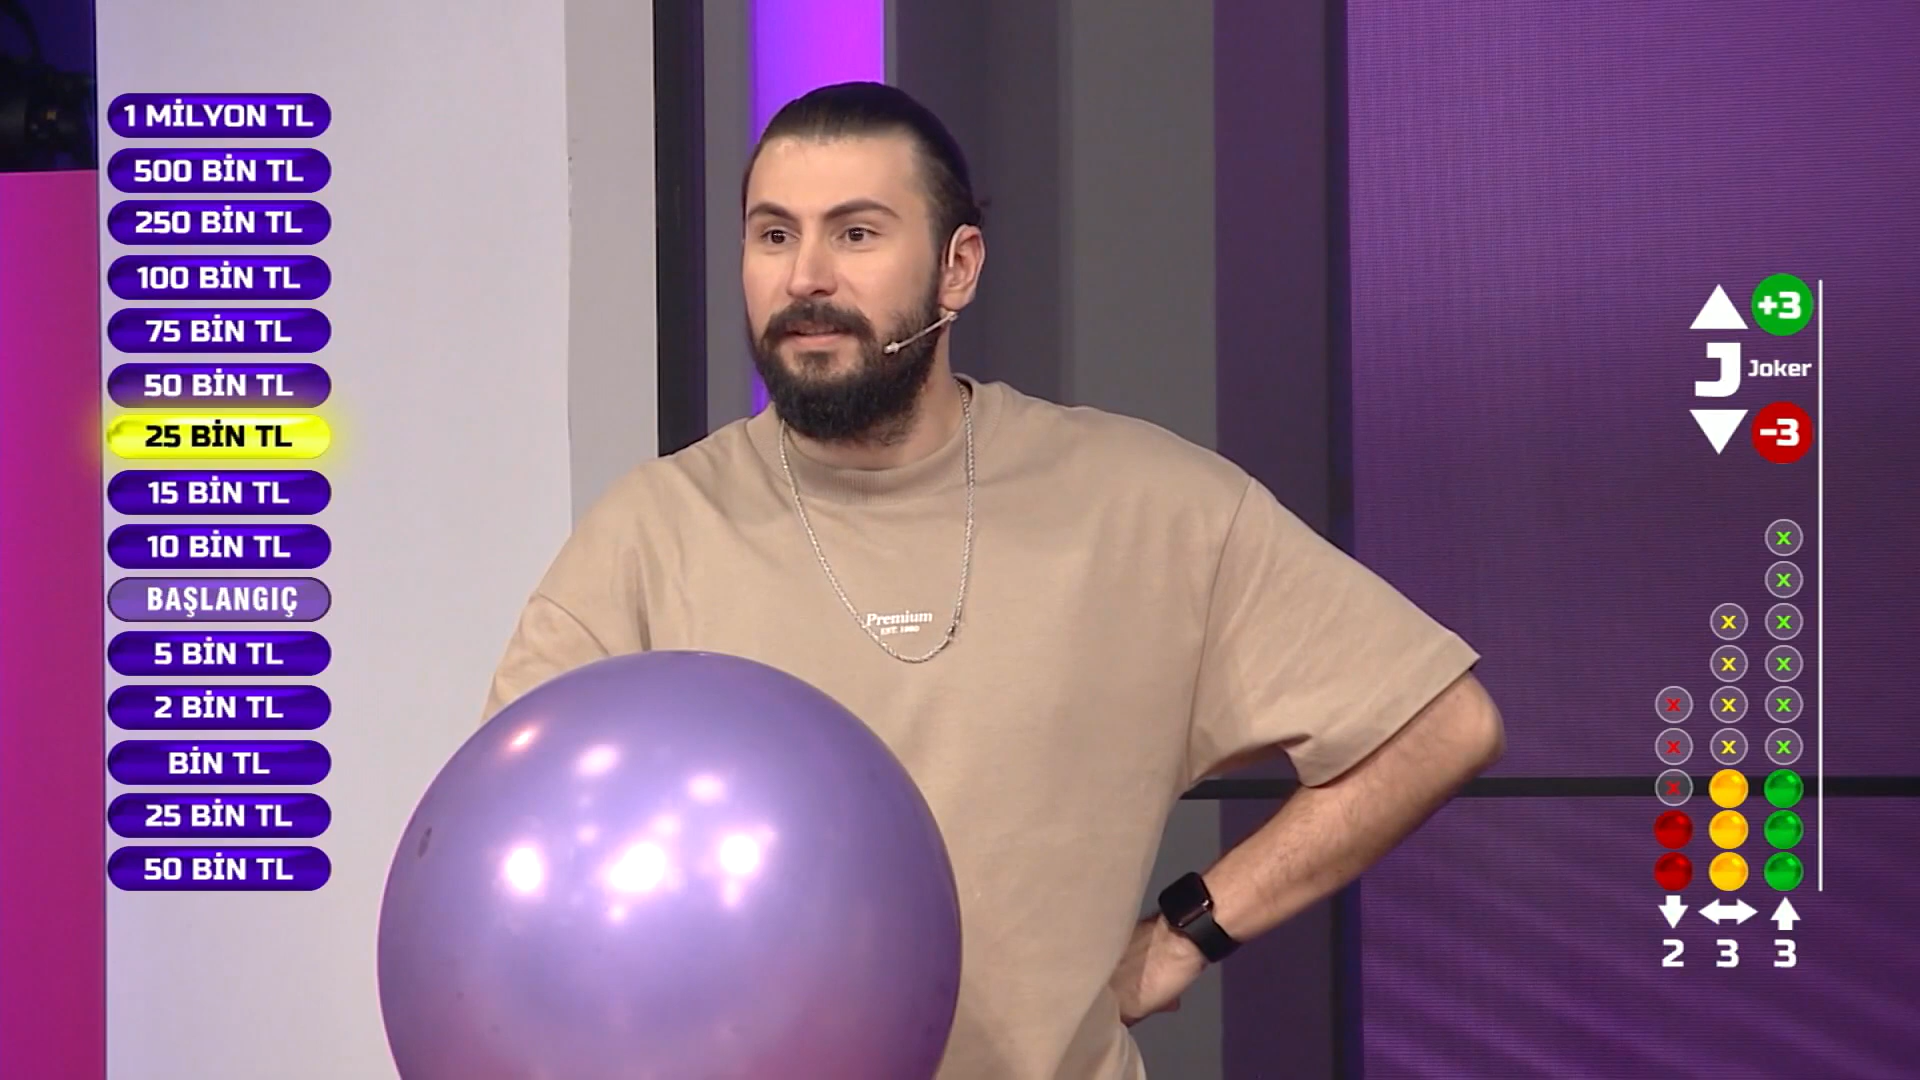 1 MİLYON TL
500 BİN TL
250 BİN TL
100 BİN TL
75 BİN TL
50 BİN TL
25 BİN TL
15 BİN TL
10 BİN TL
BAŞLANGIÇ
5 BİN TL
2 BİN TL
BİN TL
25 BİN TL
50 BİN TL
Premium
EST. 1980
+3
J Joker
-3
x
x
x x
x x
x x x
x x x
x
2 3 3